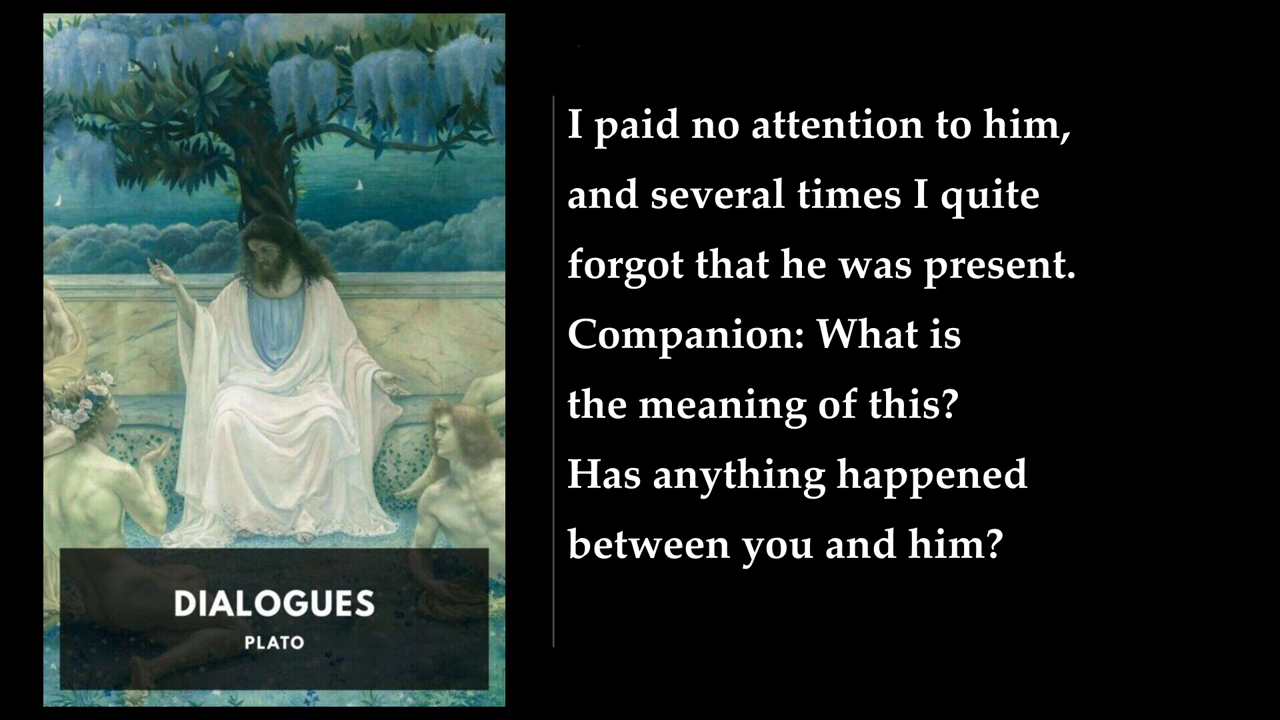 I paid no attention to him,
and several times I quite
forgot that he was present.
Companion: What is
the meaning of this?
Has anything happened
between you and him?
DIALOGUES
PLATO